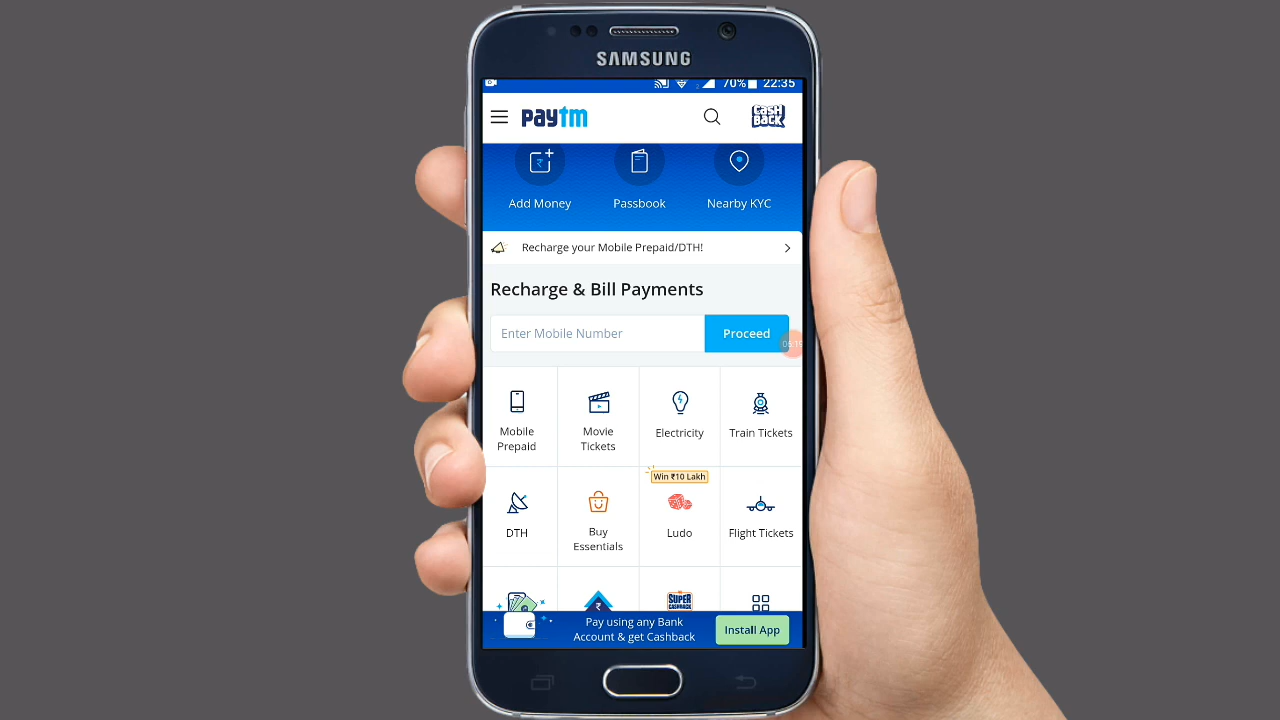 SAMSUNG
2 70% 22:35
paytm
CASH
BACK
Add Money Passbook Nearby KYC
Recharge your Mobile Prepaid/DTH!
Recharge & Bill Payments
Enter Mobile Number Proceed
Mobile Prepaid
Movie Tickets
Electricity
Train Tickets
Win ₹10 Lakh
DTH
Buy Essentials
Ludo
Flight Tickets
SUPER
CASHBACK
Pay using any Bank
Account & get Cashback
Install App